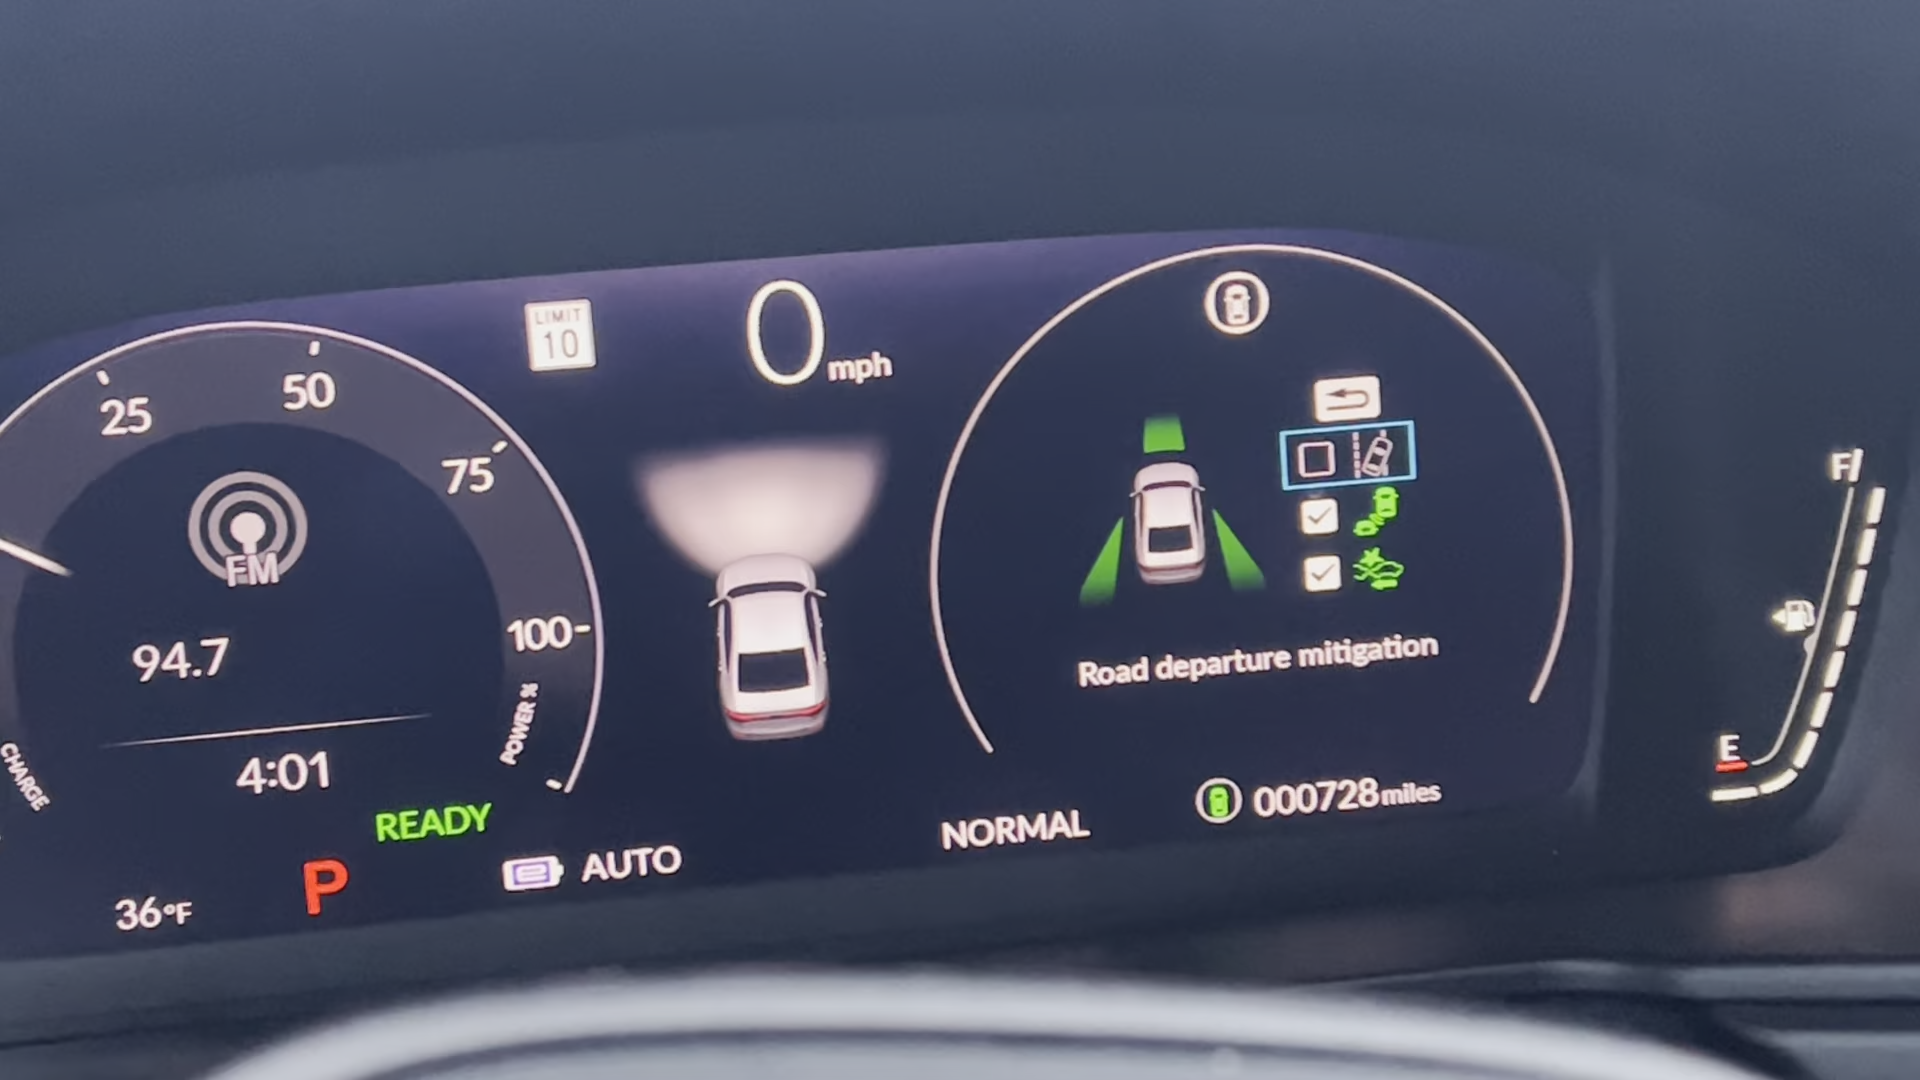 LIMIT
10
0 mph
25
50
75
100
POWER %
CHARGE
FM
94.7
4:01
READY
P
36°F
AUTO
Road departure mitigation
NORMAL
000728 miles
F
E